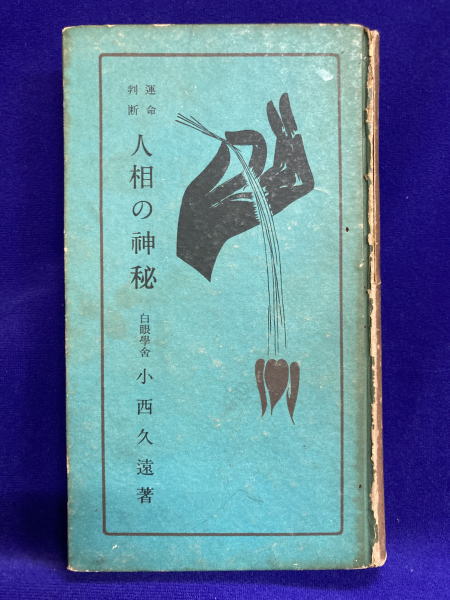 運命
判断
人相の神秘
白眼學舍
小西久遠著